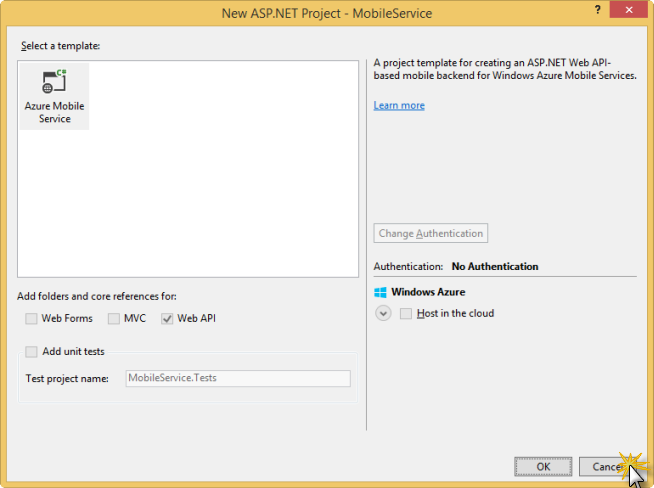 New ASP.NET Project - MobileService
?
Select a template:
C#
Azure Mobile
Service
A project template for creating an ASP.NET Web API-
based mobile backend for Windows Azure Mobile Services.
Learn more
Change Authentication
Authentication: No Authentication
Windows Azure
Host in the cloud
Add folders and core references for:
Web Forms MVC Web API
Add unit tests
Test project name: MobileService.Tests
OK Cancel